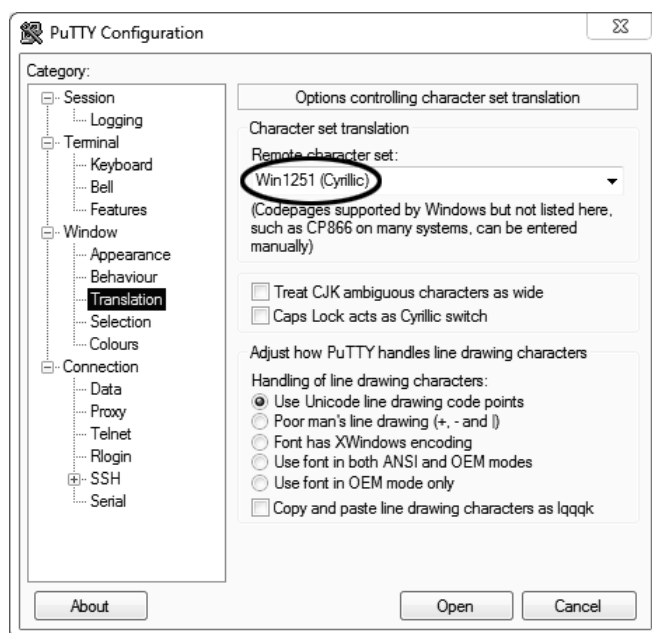 PuTTY Configuration
Category:
Session
Logging
Terminal
Keyboard
Bell
Features
Window
Appearance
Behaviour
Translation
Selection
Colours
Connection
Data
Proxy
Telnet
Rlogin
SSH
Serial
Options controlling character set translation
Character set translation
Remote character set:
Win1251 (Cyrillic)
(Codepages supported by Windows but not listed here,
such as CP866 on many systems, can be entered
manually)
Treat CJK ambiguous characters as wide
Caps Lock acts as Cyrillic switch
Adjust how PuTTY handles line drawing characters
Handling of line drawing characters:
Use Unicode line drawing code points
Poor man's line drawing (+, - and |)
Font has XWindows encoding
Use font in both ANSI and OEM modes
Use font in OEM mode only
Copy and paste line drawing characters as lqqqk
About
Open
Cancel